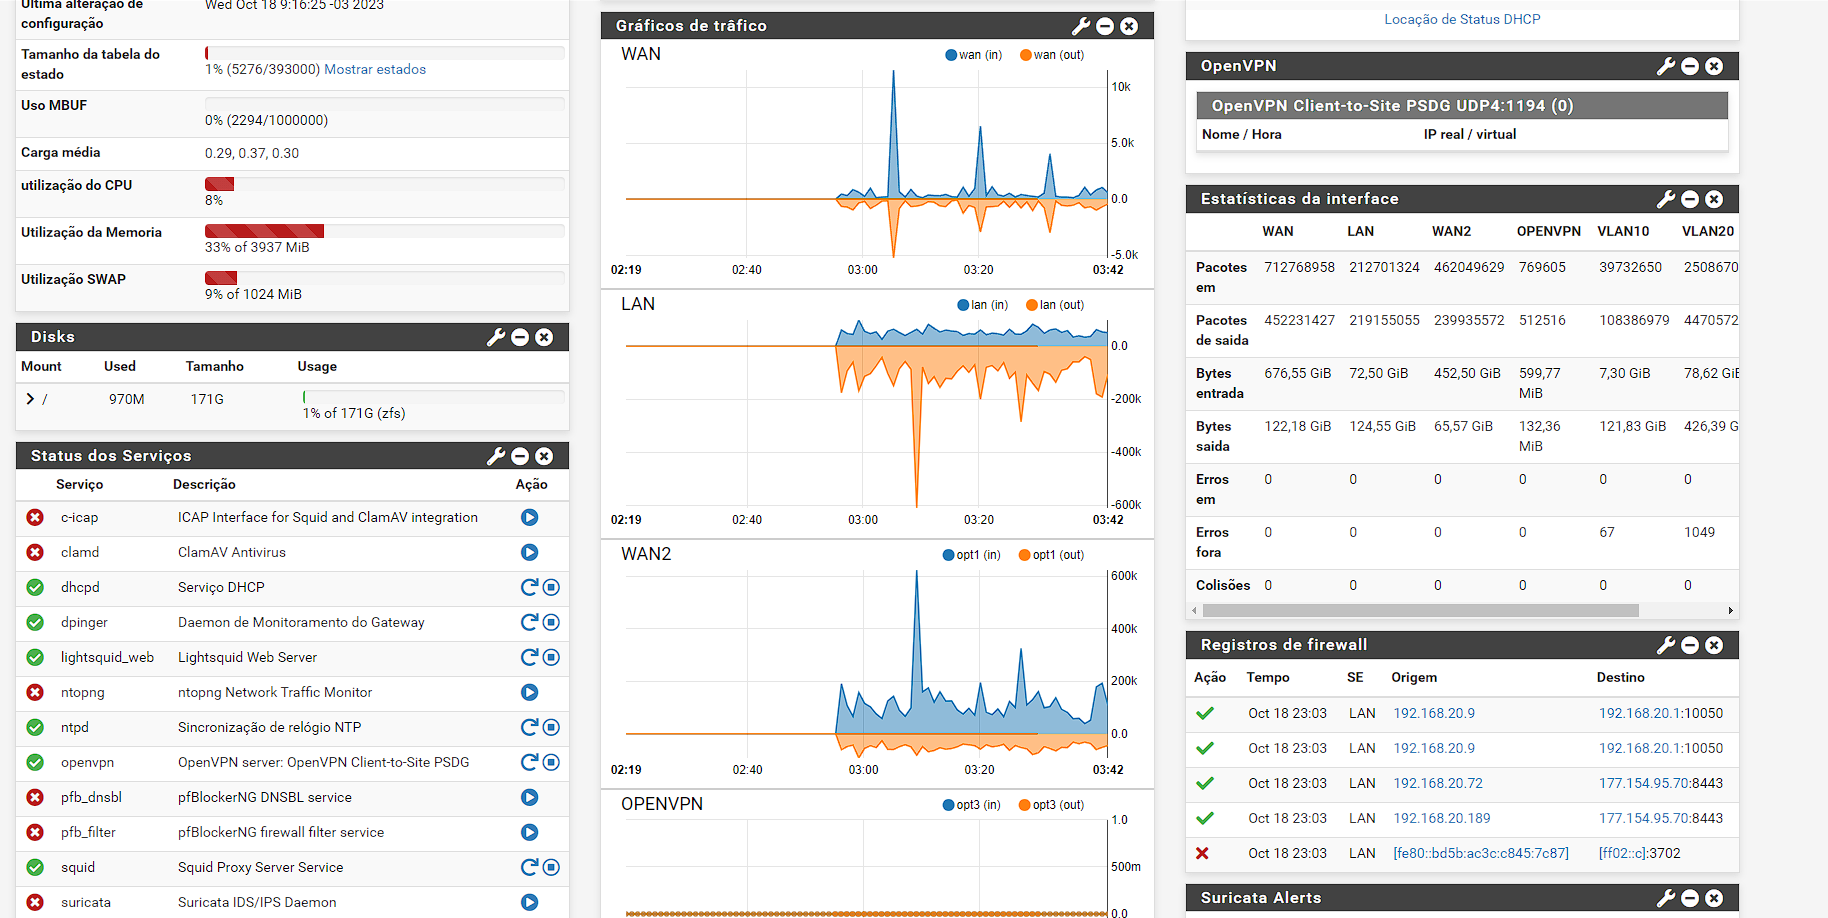 Última alteração de
configuração
Wed Oct 18 9:16:25 -03 2023
Tamanho da tabela do
estado
1% (5276/393000) Mostrar estados
Uso MBUF
0% (2294/1000000)
Carga média
0.29, 0.37, 0.30
utilização do CPU
8%
Utilização da Memoria
33% of 3937 MiB
Utilização SWAP
9% of 1024 MiB
Disks
Mount Used Tamanho Usage
/ 970M 171G
1% of 171G (zfs)
Status dos Serviços
Serviço Descrição Ação
c-icap ICAP Interface for Squid and ClamAV integration
clamd ClamAV Antivirus
dhcpd Serviço DHCP
dpinger Daemon de Monitoramento do Gateway
lightsquid_web Lightsquid Web Server
ntopng ntopng Network Traffic Monitor
ntpd Sincronização de relógio NTP
openvpn OpenVPN server: OpenVPN Client-to-Site PSDG
pfb_dnsbl pfBlockerNG DNSBL service
pfb_filter pfBlockerNG firewall filter service
squid Squid Proxy Server Service
suricata Suricata IDS/IPS Daemon
Gráficos de tráfico
WAN wan (in) wan (out)
10k
5.0k
0.0
-5.0k
02:19 02:40 03:00 03:20 03:42
LAN lan (in) lan (out)
0.0
-200k
-400k
-600k
02:19 02:40 03:00 03:20 03:42
WAN2 opt1 (in) opt1 (out)
600k
400k
200k
0.0
02:19 02:40 03:00 03:20 03:42
OPENVPN opt3 (in) opt3 (out)
1.0
500m
0.0
Locação de Status DHCP
OpenVPN
OpenVPN Client-to-Site PSDG UDP4:1194 (0)
Nome / Hora IP real / virtual
Estatísticas da interface
WAN LAN WAN2 OPENVPN VLAN10 VLAN20
Pacotes
em
712768958 212701324 462049629 769605 39732650 2508670
Pacotes
de saida
452231427 219155055 239935572 512516 108386979 4470572
Bytes
entrada
676,55 GiB 72,50 GiB 452,50 GiB 599,77
MiB
7,30 GiB 78,62 GiB
Bytes
saida
122,18 GiB 124,55 GiB 65,57 GiB 132,36
MiB
121,83 GiB 426,39 G
Erros
em
0 0 0 0 0 0
Erros
fora
0 0 0 0 67 1049
Colisões 0 0 0 0 0 0
Registros de firewall
Ação Tempo SE Origem Destino
Oct 18 23:03 LAN 192.168.20.9 192.168.20.1:10050
Oct 18 23:03 LAN 192.168.20.9 192.168.20.1:10050
Oct 18 23:03 LAN 192.168.20.72 177.154.95.70:8443
Oct 18 23:03 LAN 192.168.20.189 177.154.95.70:8443
Oct 18 23:03 LAN [fe80::bd5b:ac3c:c845:7c87] [ff02::c]:3702
Suricata Alerts